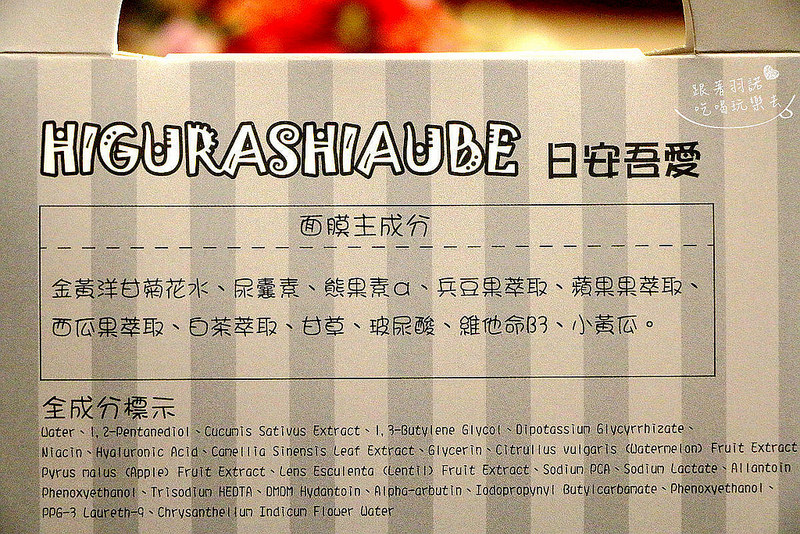 跟著羽諾
吃喝玩樂去
HIGURASHIAUBE 日安吾愛
面膜主成分
金黃洋甘菊花水、尿囊素、熊果素α、兵豆果萃取、蘋果果萃取、
西瓜果萃取、白茶萃取、甘草、玻尿酸、維他命B3、小黃瓜。
全成分標示
Water、1,2-Pentanediol、Cucumis Sativus Extract、1,3-Butylene Glycol、Dipotassium Glycyrrhizate、
Niacin、Hyaluronic Acid、Camellia Sinensis Leaf Extract、Glycerin、Citrullus vulgaris (Watermelon) Fruit Extract
Pyrus malus (Apple) Fruit Extract、Lens Esculenta (Lentil) Fruit Extract、Sodium PCA、Sodium Lactate、Allantoin
Phenoxyethanol、Trisodium HEDTA、DMDM Hydantoin、Alpha-arbutin、Iodopropynyl Butylcarbamate、Phenoxyethanol、
PPG-3 Laureth-9、Chrysanthellum Indicum Flower Water